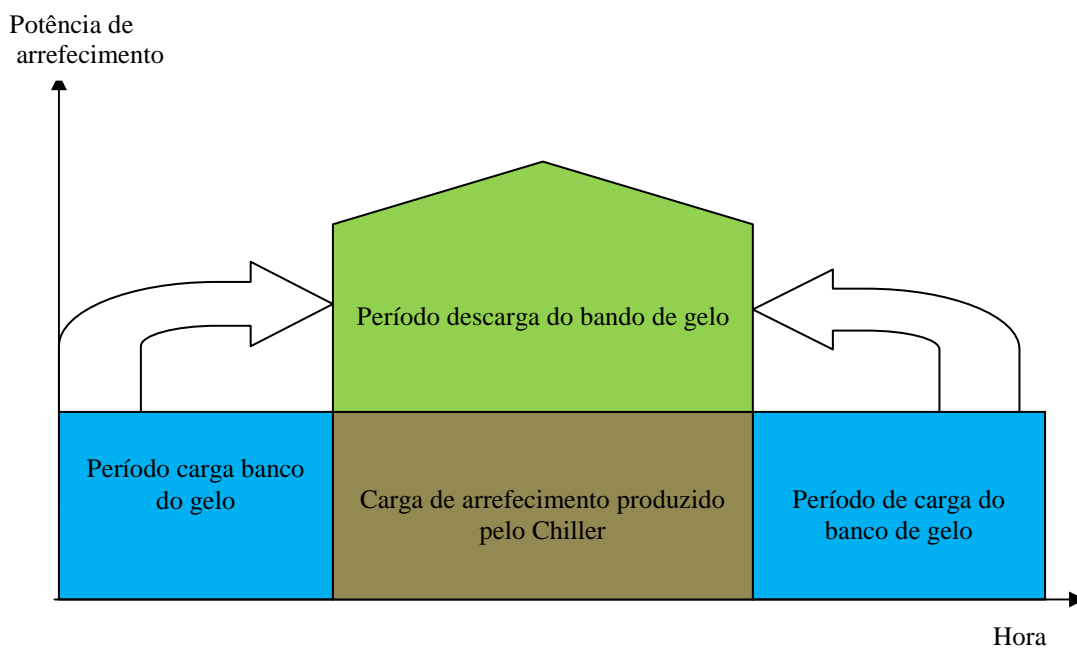 Potência de
arrefecimento
Período descarga do bando de gelo
Período carga banco
do gelo
Carga de arrefecimento produzido
pelo Chiller
Período de carga do
banco de gelo
Hora